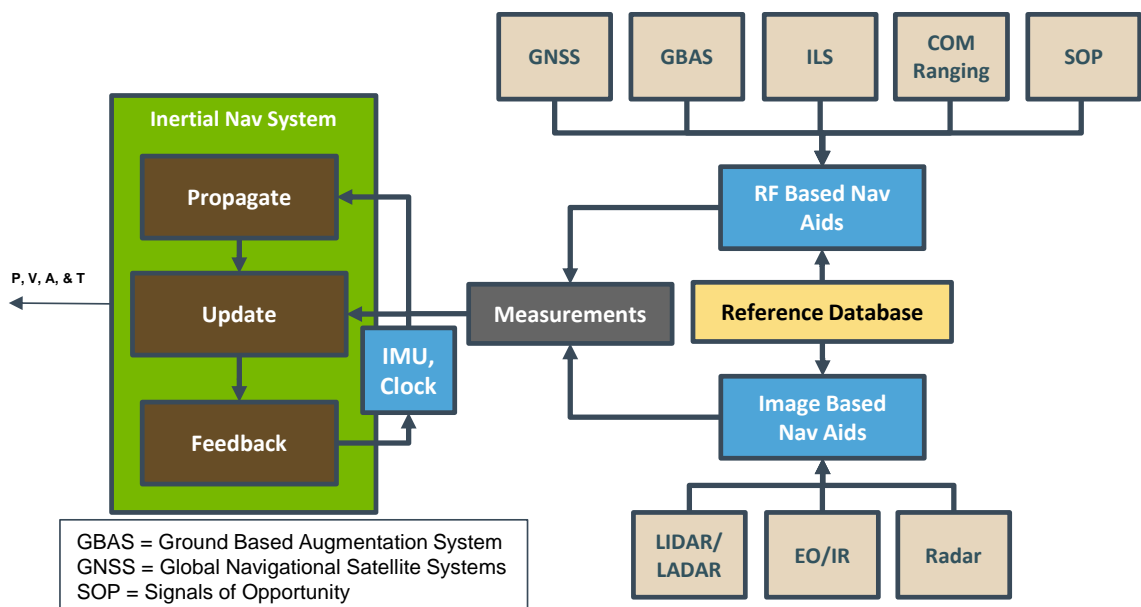 GNSS
GBAS
ILS
COM
Ranging
SOP
Inertial Nav System
Propagate
Update
Feedback
P, V, A, & T
IMU,
Clock
Measurements
RF Based Nav
Aids
Reference Database
Image Based
Nav Aids
LIDAR/
LADAR
EO/IR
Radar
GBAS = Ground Based Augmentation System
GNSS = Global Navigational Satellite Systems
SOP = Signals of Opportunity